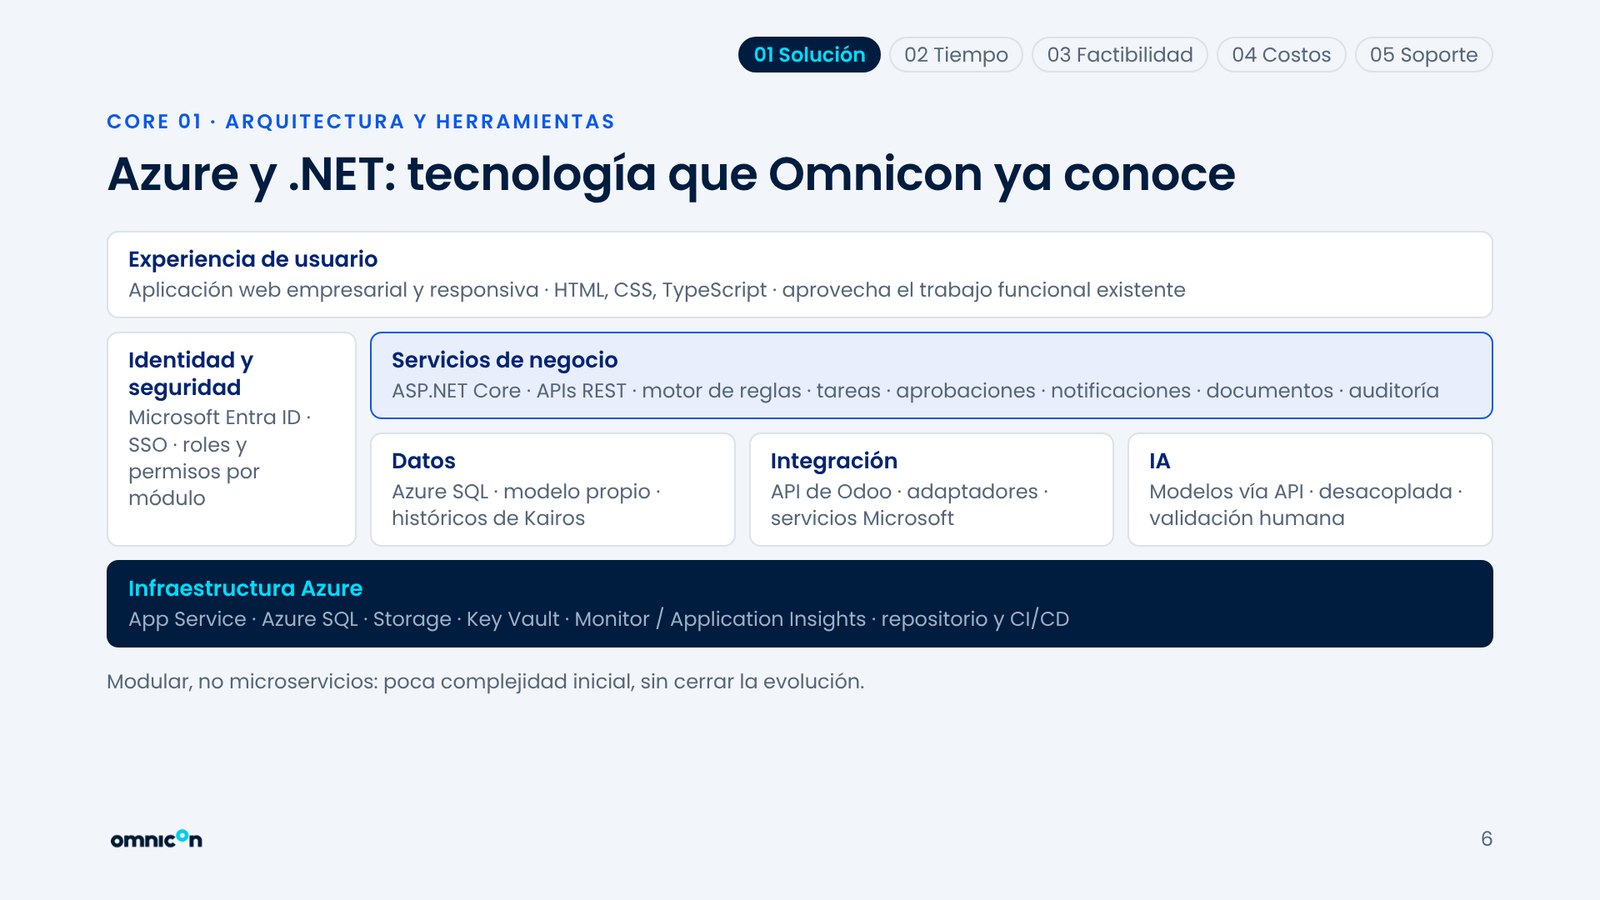 01 Solución
02 Tiempo
03 Factibilidad
04 Costos
05 Soporte
CORE 01 · ARQUITECTURA Y HERRAMIENTAS
Azure y .NET: tecnología que Omnicon ya conoce
Experiencia de usuario
Aplicación web empresarial y responsiva · HTML, CSS, TypeScript · aprovecha el trabajo funcional existente
Identidad y
seguridad
Microsoft Entra ID ·
SSO · roles y
permisos por
módulo
Servicios de negocio
ASP.NET Core · APIs REST · motor de reglas · tareas · aprobaciones · notificaciones · documentos · auditoría
Datos
Azure SQL · modelo propio ·
históricos de Kairos
Integración
API de Odoo · adaptadores ·
servicios Microsoft
IA
Modelos vía API · desacoplada ·
validación humana
Infraestructura Azure
App Service · Azure SQL · Storage · Key Vault · Monitor / Application Insights · repositorio y CI/CD
Modular, no microservicios: poca complejidad inicial, sin cerrar la evolución.
omnicon
6